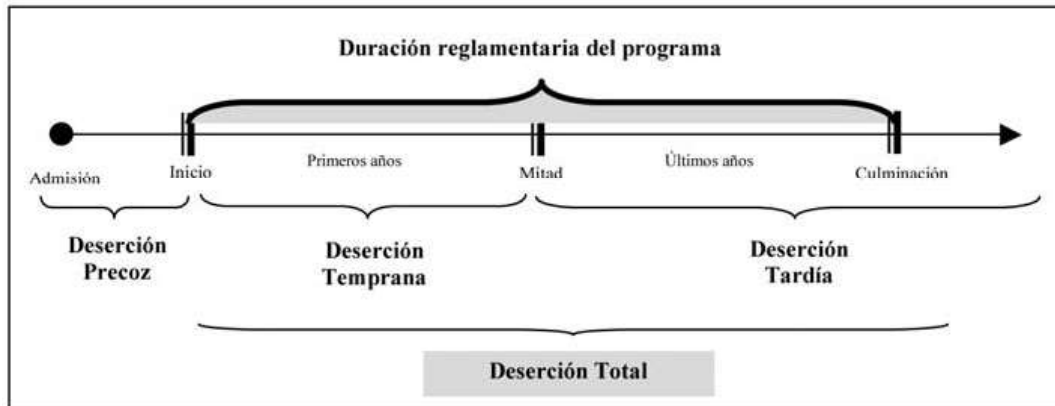 Duración reglamentaria del programa
Admisión
Inicio
Primeros años
Mitad
Últimos años
Culminación
Deserción
Precoz
Deserción
Temprana
Deserción
Tardía
Deserción Total